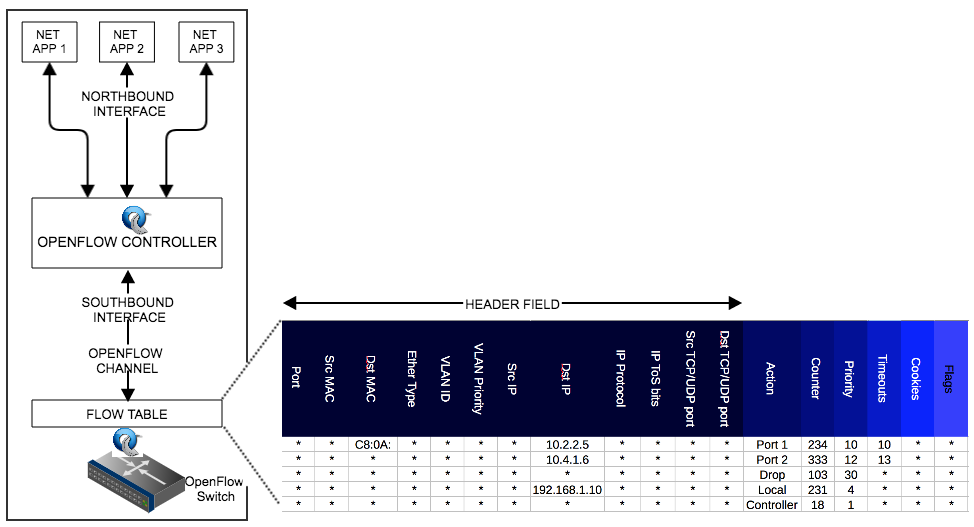 NET
APP 1
NET
APP 2
NET
APP 3
NORTHBOUND
INTERFACE
OPENFLOW CONTROLLER
SOUTHBOUND
INTERFACE
OPENFLOW
CHANNEL
FLOW TABLE
OpenFlow
Switch
HEADER FIELD
Port Src MAC Dst MAC Ether Type VLAN ID VLAN Priority Src IP Dst IP IP Protocol IP ToS bits Src TCP/UDP port Dst TCP/UDP port Action Counter Priority Timeouts Cookies Flags
* * C8:0A: * * * * 10.2.2.5 * * * * Port 1 234 10 10 * *
* * * * * * * 10.4.1.6 * * * * Port 2 333 12 13 * *
* * * * * * * * * * * * Drop 103 30 * * *
* * * * * * * 192.168.1.10 * * * * Local 231 4 * * *
* * * * * * * * * * * * Controller 18 1 * * *